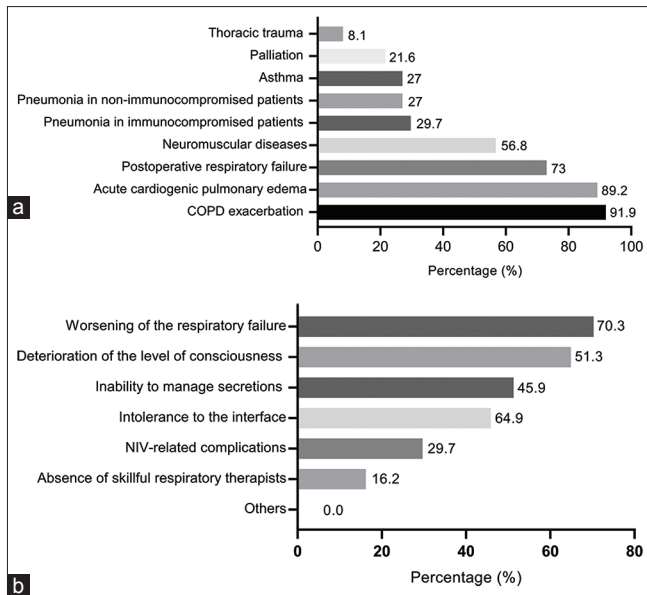 Thoracic trauma 8.1
Palliation 21.6
Asthma 27
Pneumonia in non-immunocompromised patients 27
Pneumonia in immunocompromised patients 29.7
Neuromuscular diseases 56.8
Postoperative respiratory failure 73
Acute cardiogenic pulmonary edema 89.2
COPD exacerbation 91.9
a
0 20 40 60 80 100
Percentage (%)
Worsening of the respiratory failure 70.3
Deterioration of the level of consciousness 51.3
Inability to manage secretions 45.9
Intolerance to the interface 64.9
NIV-related complications 29.7
Absence of skillful respiratory therapists 16.2
Others 0.0
0 20 40 60 80
Percentage (%)
b